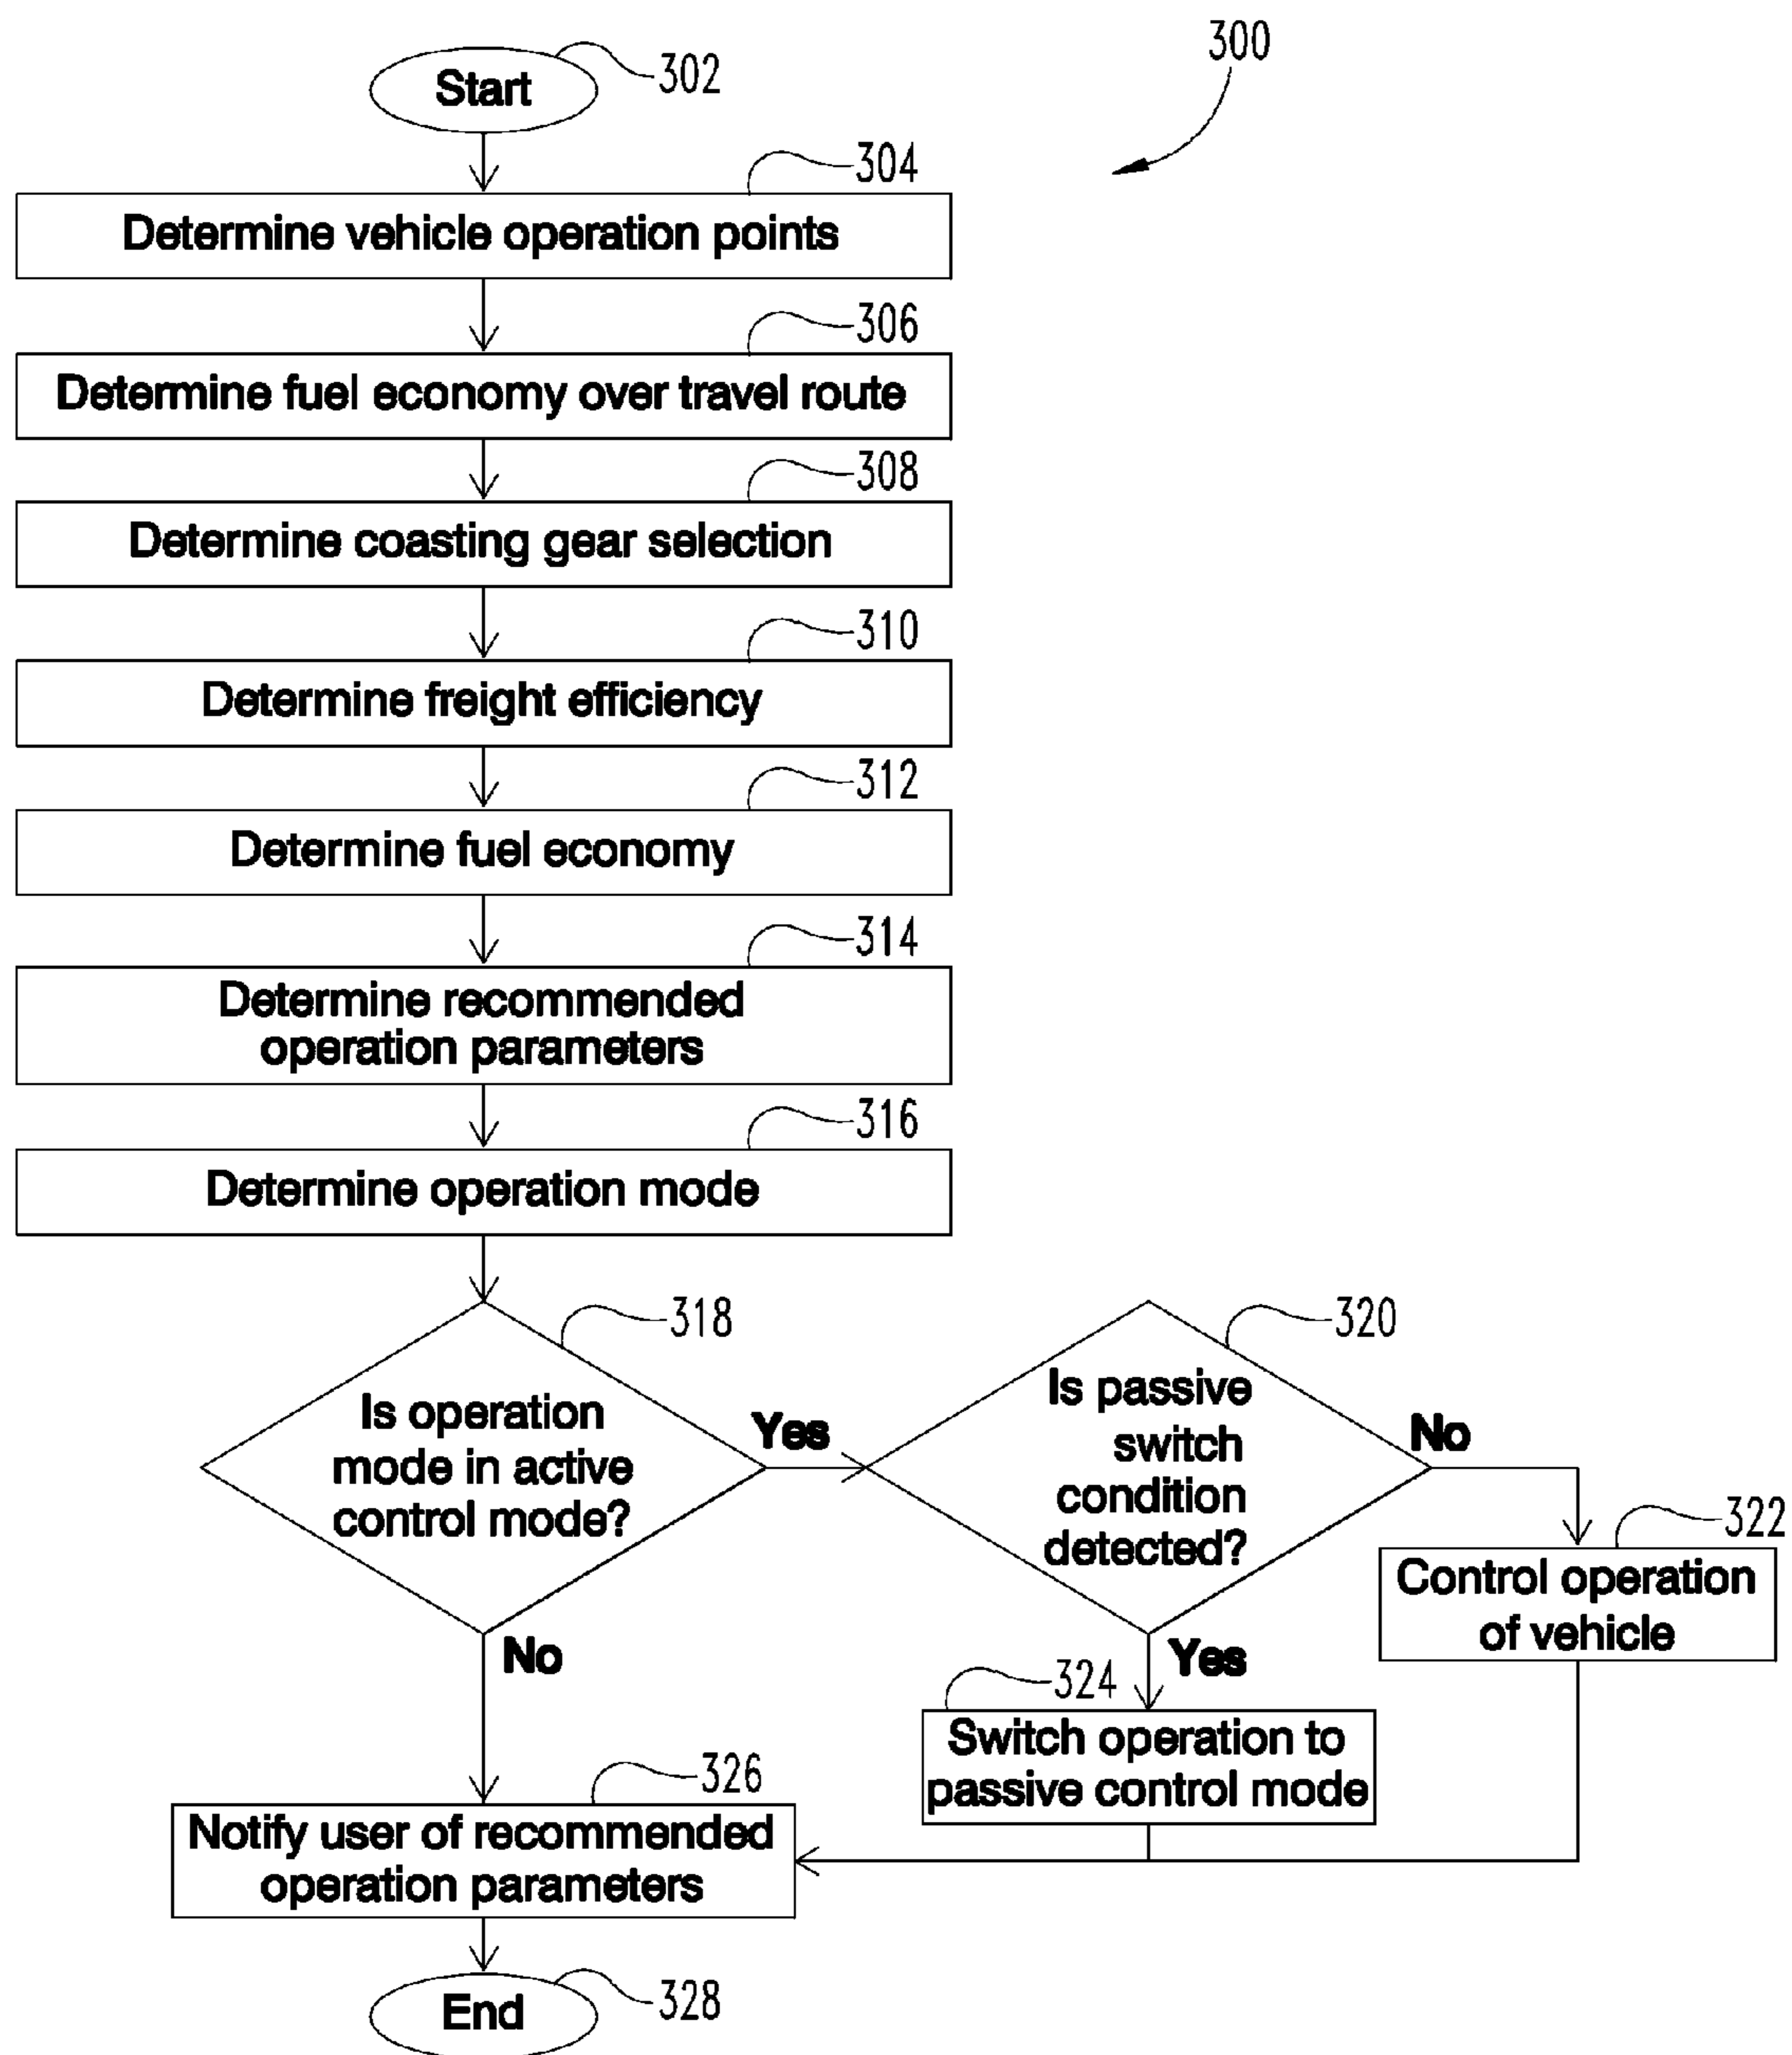 300
Start
302
304
Determine vehicle operation points
306
Determine fuel economy over travel route
308
Determine coasting gear selection
310
Determine freight efficiency
312
Determine fuel economy
314
Determine recommended
operation parameters
316
Determine operation mode
318
Is operation
mode in active
control mode?
Yes
No
320
Is passive
switch
condition
detected?
No
Yes
322
Control operation
of vehicle
324
Switch operation to
passive control mode
326
Notify user of recommended
operation parameters
End
328